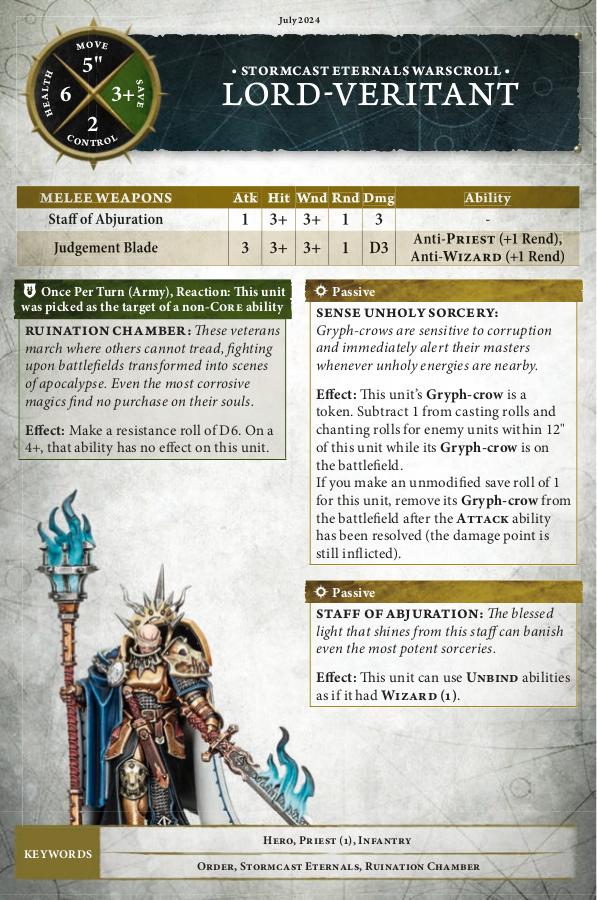 July 2024
MOVE
5"
HEALTH
6
3+
SAVE
2
CONTROL
• STORMCAST ETERNALS WARSCROLL •
LORD-VERITANT
MELEE WEAPONS Atk Hit Wnd Rnd Dmg Ability
Staff of Abjuration 1 3+ 3+ 1 3 -
Judgement Blade 3 3+ 3+ 1 D3 Anti-PRIEST (+1 Rend),
Anti-WIZARD (+1 Rend)
Once Per Turn (Army), Reaction: This unit
was picked as the target of a non-CORE ability
RUINATION CHAMBER: These veterans
march where others cannot tread, fighting
upon battlefields transformed into scenes
of apocalypse. Even the most corrosive
magics find no purchase on their souls.
Effect: Make a resistance roll of D6. On a
4+, that ability has no effect on this unit.
Passive
SENSE UNHOLY SORCERY:
Gryph-crows are sensitive to corruption
and immediately alert their masters
whenever unholy energies are nearby.
Effect: This unit's Gryph-crow is a
token. Subtract 1 from casting rolls and
chanting rolls for enemy units within 12"
of this unit while its Gryph-crow is on
the battlefield.
If you make an unmodified save roll of 1
for this unit, remove its Gryph-crow from
the battlefield after the ATTACK ability
has been resolved (the damage point is
still inflicted).
Passive
STAFF OF ABJURATION: The blessed
light that shines from this staff can banish
even the most potent sorceries.
Effect: This unit can use UNBIND abilities
as if it had WIZARD (1).
KEYWORDS
HERO, PRIEST (1), INFANTRY
ORDER, STORMCAST ETERNALS, RUINATION CHAMBER